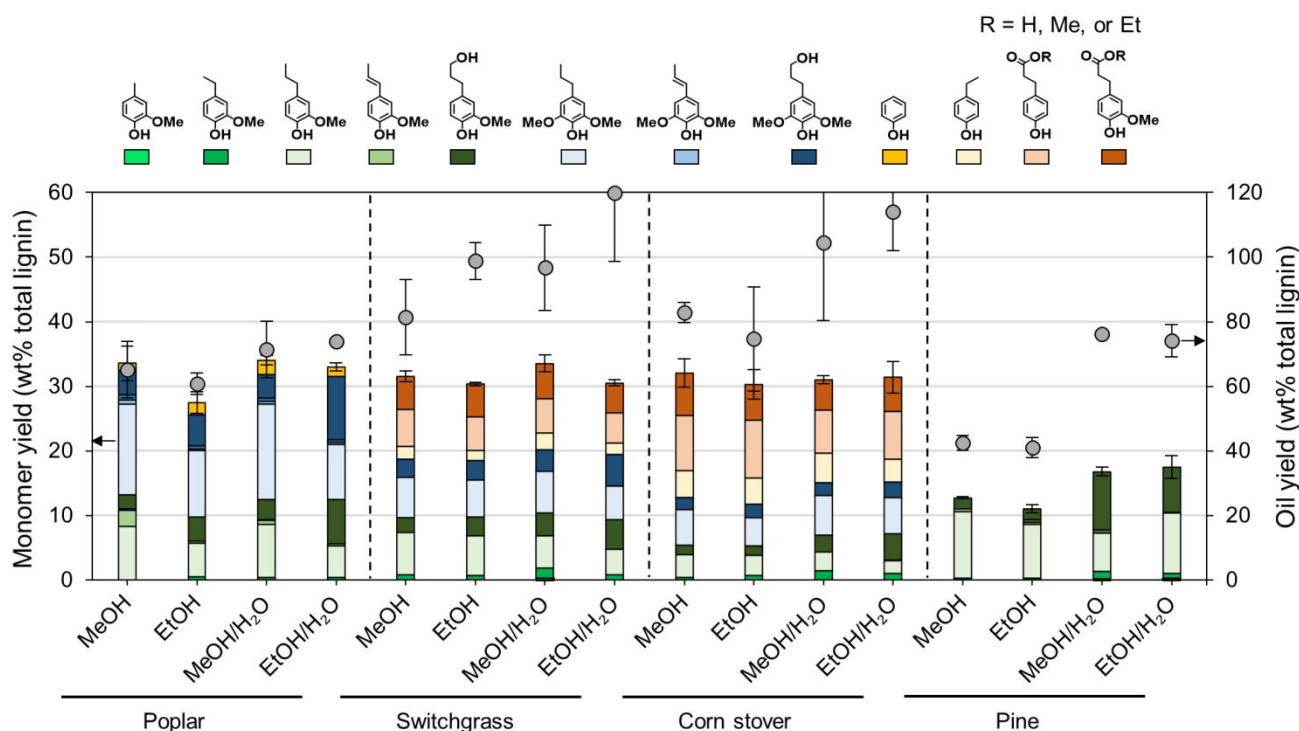 R = H, Me, or Et
OH
OR
O
OR
O
OH
OMe
OH
OMe
OH
OMe
OH
OMe
OH
OMe
MeO
OMe
OH
MeO
OMe
OH
OH
MeO
OMe
OH
OH
OH
OH
OMe
OH
Monomer yield (wt% total lignin)
60
50
40
30
20
10
0
120
100
80
60
40
20
0
Oil yield (wt% total lignin)
MeOH
EtOH
MeOH/H₂O
EtOH/H₂O
MeOH
EtOH
MeOH/H₂O
EtOH/H₂O
MeOH
EtOH
MeOH/H₂O
EtOH/H₂O
MeOH
EtOH
MeOH/H₂O
EtOH/H₂O
Poplar
Switchgrass
Corn stover
Pine